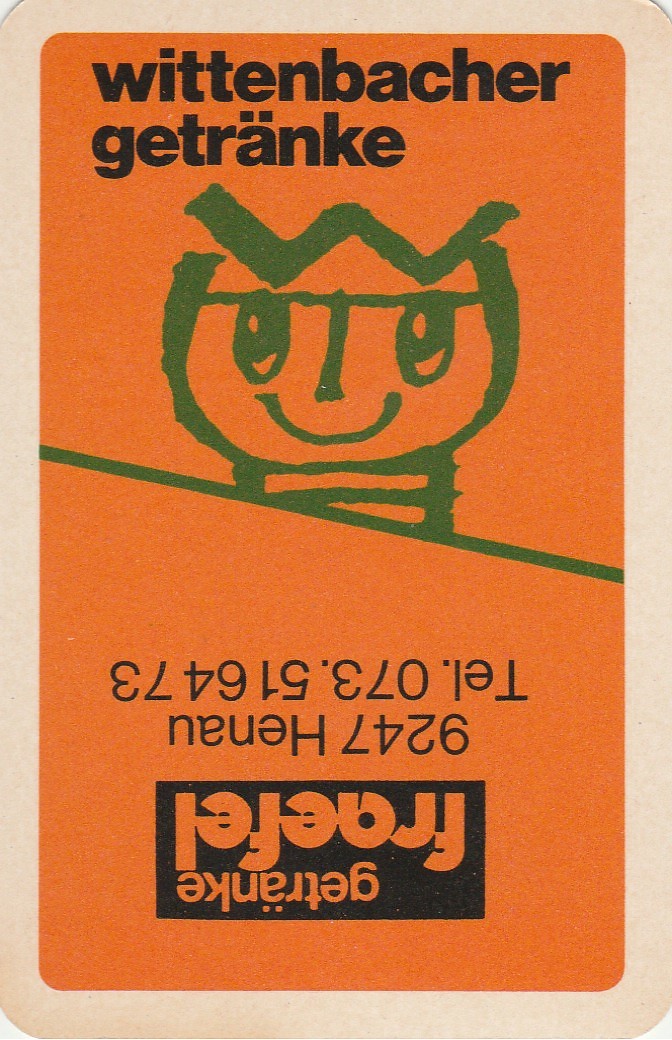 wittenbacher
getränke
getränke
fraefel
9247 Henau
Tel. 073.51 64 73